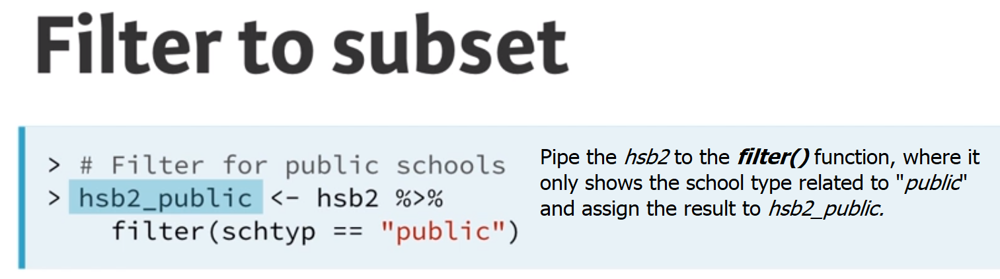 Filter to subset
> # Filter for public schools
> hsb2_public <- hsb2 %>%
filter(schtyp == "public")
Pipe the hsb2 to the filter() function, where it
only shows the school type related to "public"
and assign the result to hsb2_public.